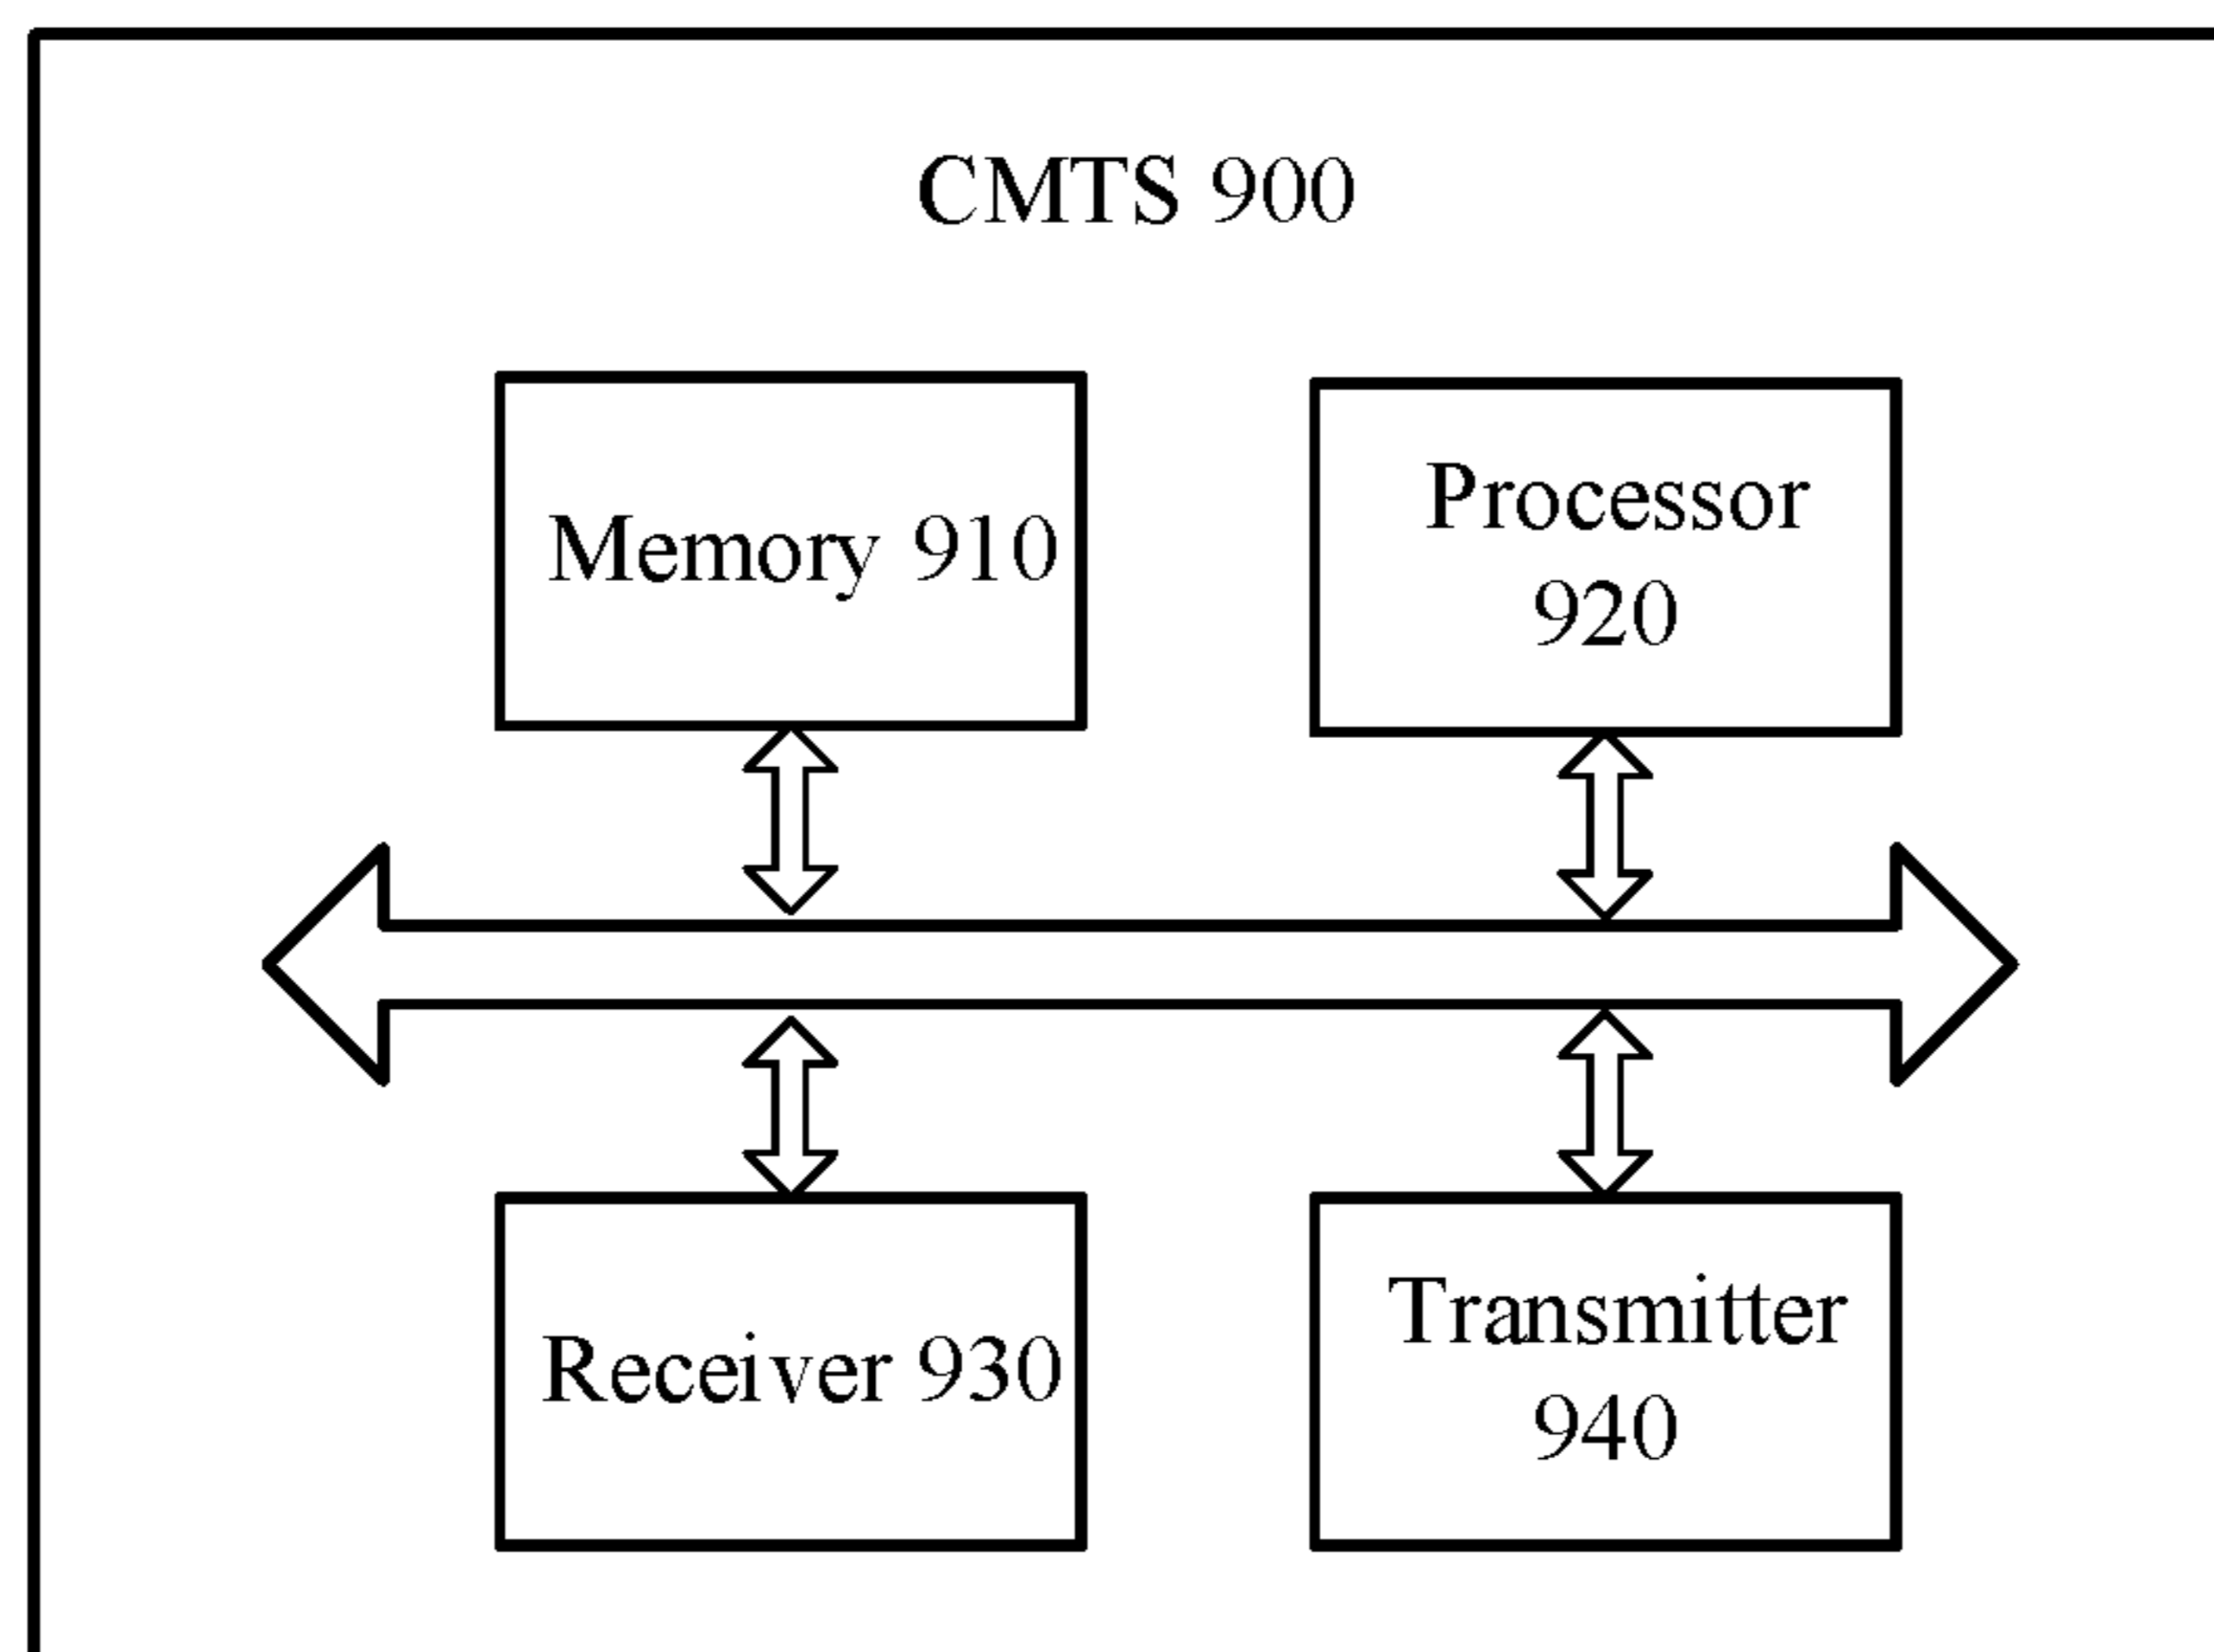 CMTS 900
Memory 910
Processor
920
Receiver 930
Transmitter
940